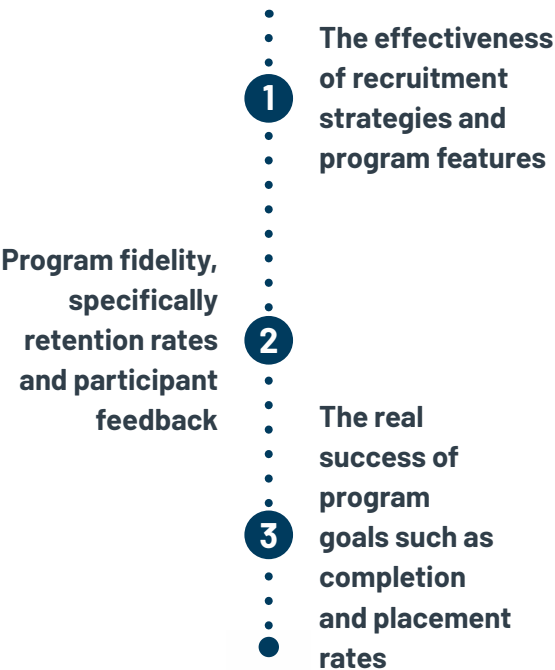 1
The effectiveness
of recruitment
strategies and
program features
2
Program fidelity,
specifically
retention rates
and participant
feedback
3
The real
success of
program
goals such as
completion
and placement
rates